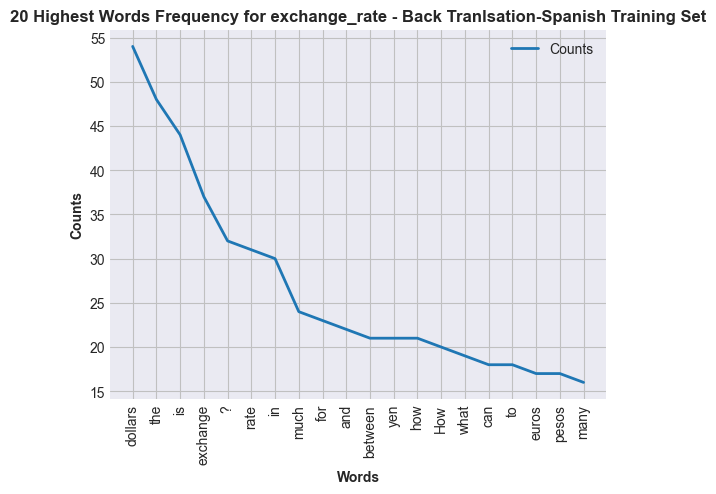 20 Highest Words Frequency for exchange_rate - Back Tranlsation-Spanish Training Set
Counts
55
50
45
40
35
30
25
20
15
Counts
dollars
the
is
exchange
?
rate
in
much
for
and
between
yen
how
How
what
can
to
euros
pesos
many
Words